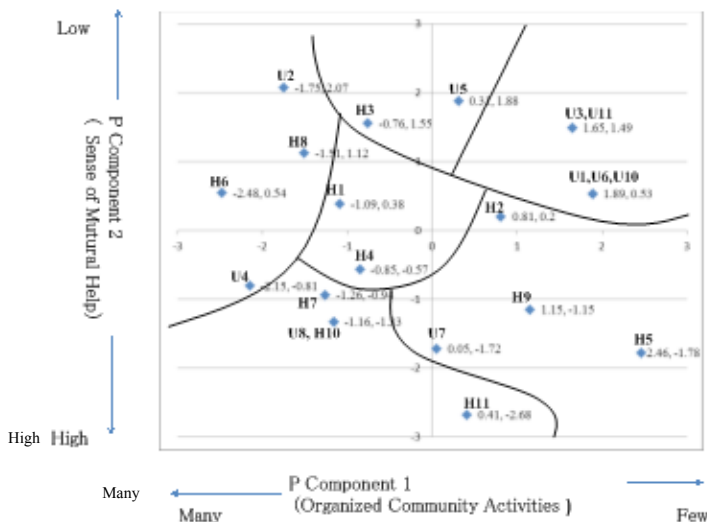 Low
3
U2
-1.75, 2.07
2
U5
0.31, 1.88
H3
-0.76, 1.55
U3,U11
1.65, 1.49
H8
-1.51, 1.12
1
U1,U6,U10
1.89, 0.53
H6
-2.48, 0.54
H1
-1.09, 0.38
H2
0.81, 0.2
0
-3
-2
-1
0
1
2
3
H4
-0.85, -0.57
U4
-2.15, -0.81
H7
-1.26, -0.94
-1
H9
1.15, -1.15
U8, H10
-1.16, -1.33
U7
0.05, -1.72
H5
2.46, -1.78
-2
H11
0.41, -2.68
-3
P Component 2
( Sense of Mutural Help)
High High
Many
P Component 1
(Organized Community Activities )
Many
Few